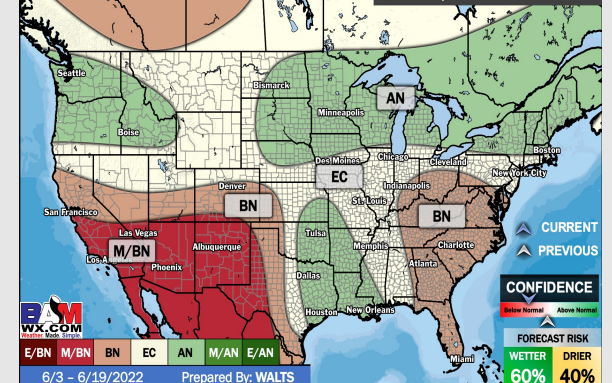 Seattle
Bismarck
AN
Minneapolis
Boise
Boston
Des Moines
Chicago
Cleveland
New York City
EC
Denver
Indianapolis
BN
St. Louis
BN
San Francisco
Las Vegas
Tulsa
CURRENT
M/BN
Albuquerque
Memphis
Charlotte
PREVIOUS
Los Angeles
Phoenix
Atlanta
Dallas
CONFIDENCE
Houston
New Orleans
Below Normal
Above Normal
BAM
WX.COM
Weather. Made. Simple.
FORECAST RISK
E/BN
M/BN
BN
EC
AN
M/AN
E/AN
Miami
WETTER
DRIER
6/3 – 6/19/2022
Prepared By: WALTS
60%
40%